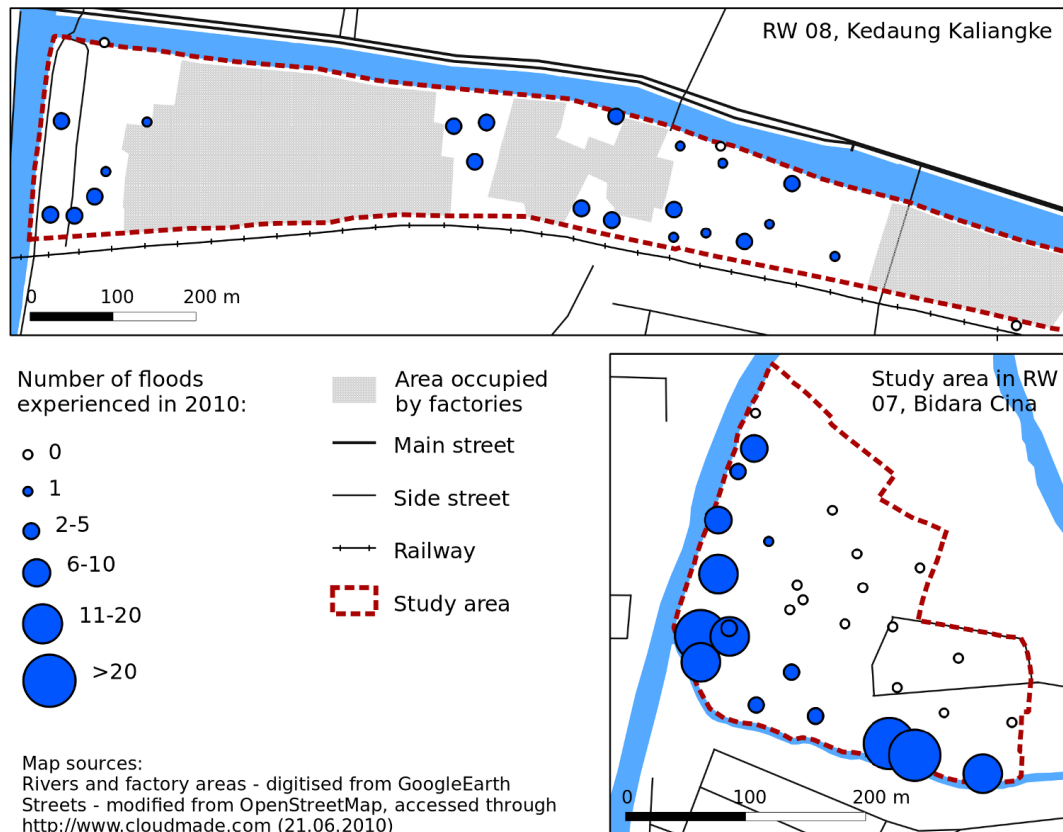 RW 08, Kedaung Kaliangke
0 100 200 m
Number of floods
experienced in 2010:
0
1
2-5
6-10
11-20
>20
Area occupied
by factories
Main street
Side street
Railway
Study area
Study area in RW
07, Bidara Cina
0 100 200 m
Map sources:
Rivers and factory areas - digitised from GoogleEarth
Streets - modified from OpenStreetMap, accessed through
http://www.cloudmade.com (21.06.2010)